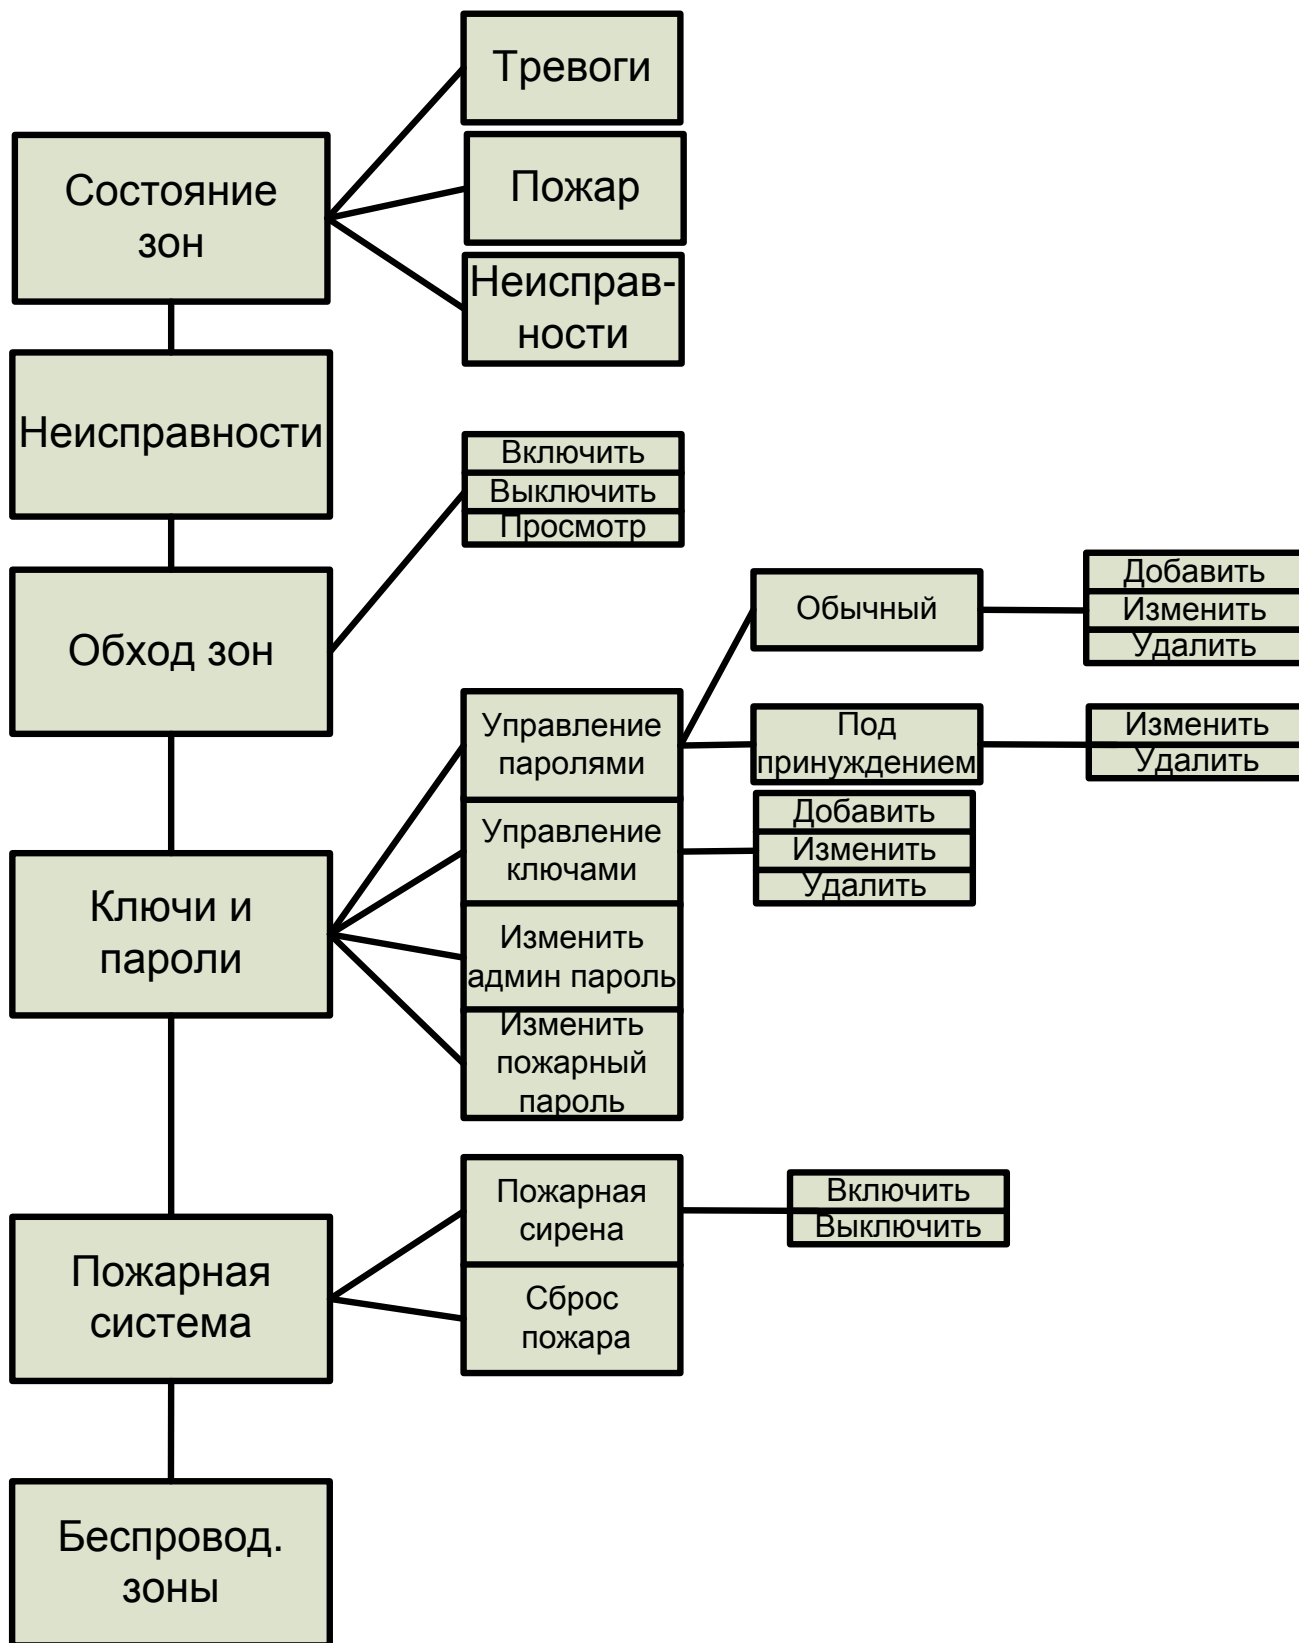 Тревоги
Состояние
зон
Пожар
Неисправ-
ности
Неисправности
Включить
Выключить
Просмотр
Обход зон
Обычный
Добавить
Изменить
Удалить
Управление
паролями
Под
принуждением
Изменить
Удалить
Управление
ключами
Добавить
Изменить
Удалить
Ключи и
пароли
Изменить
админ пароль
Изменить
пожарный
пароль
Пожарная
сирена
Включить
Выключить
Пожарная
система
Сброс
пожара
Беспровод.
зоны